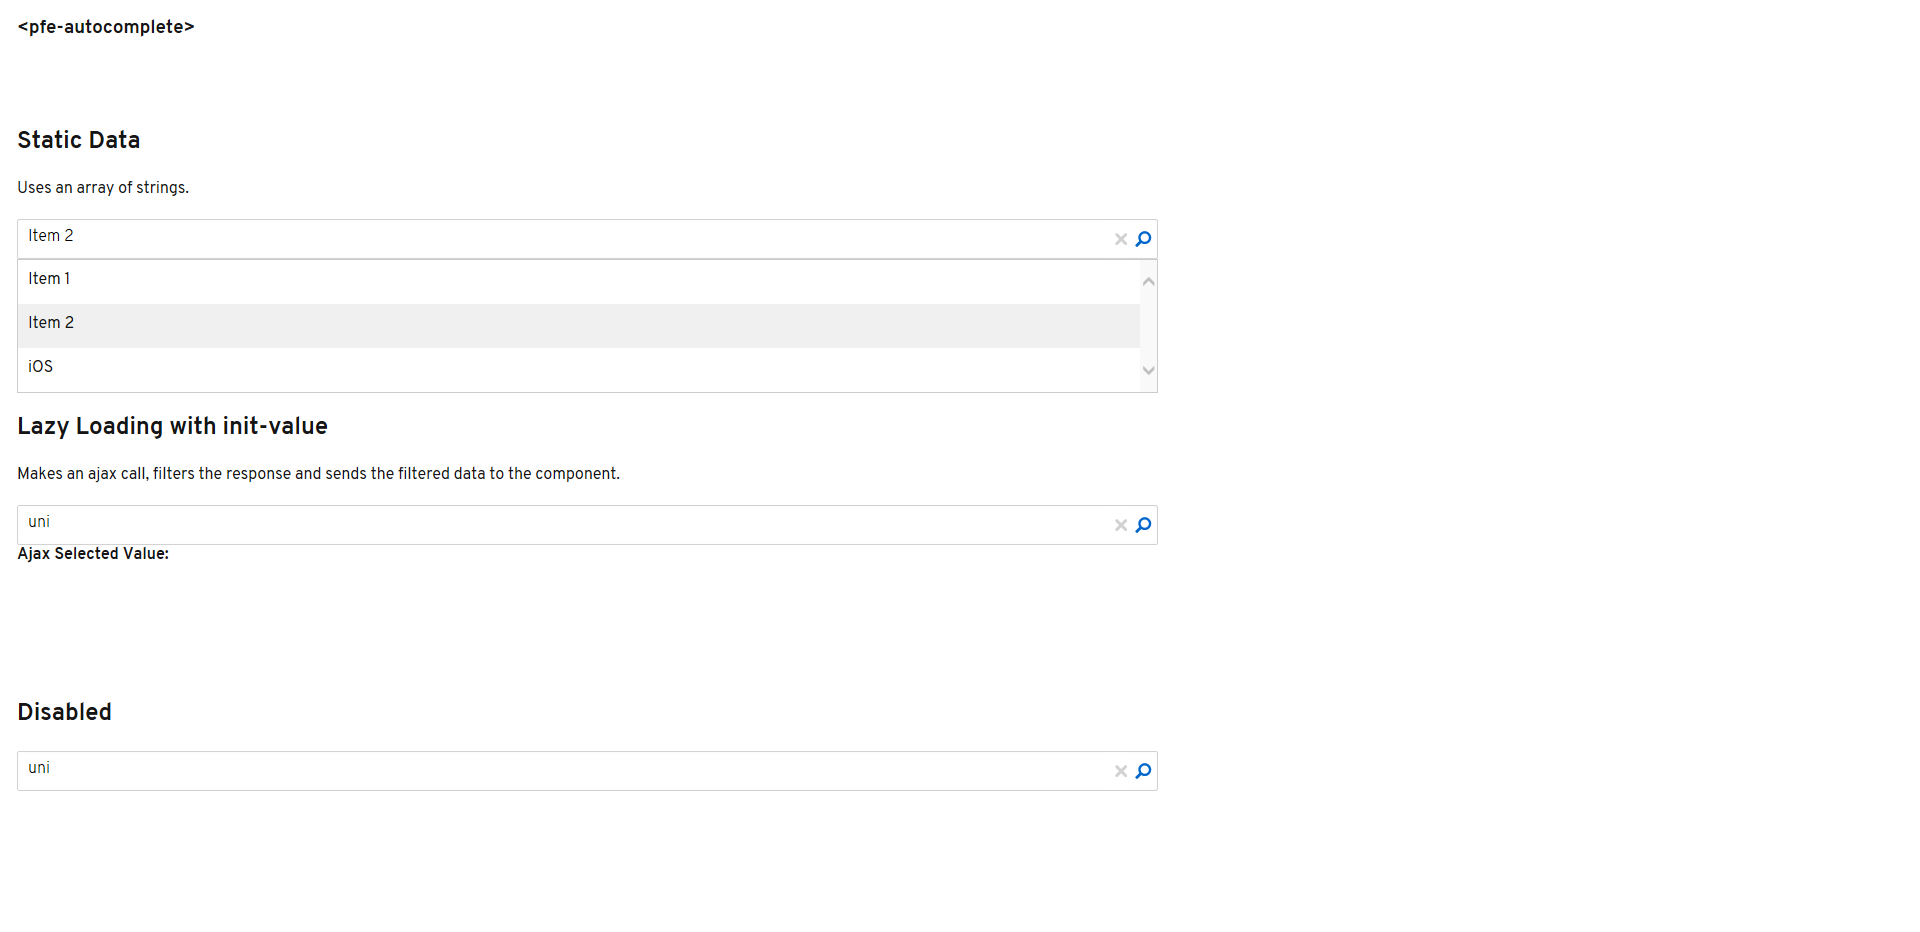 <pfe-autocomplete>
Static Data
Uses an array of strings.
Item 2
Item 1
Item 2
iOS
Lazy Loading with init-value
Makes an ajax call, filters the response and sends the filtered data to the component.
uni
Ajax Selected Value:
Disabled
uni